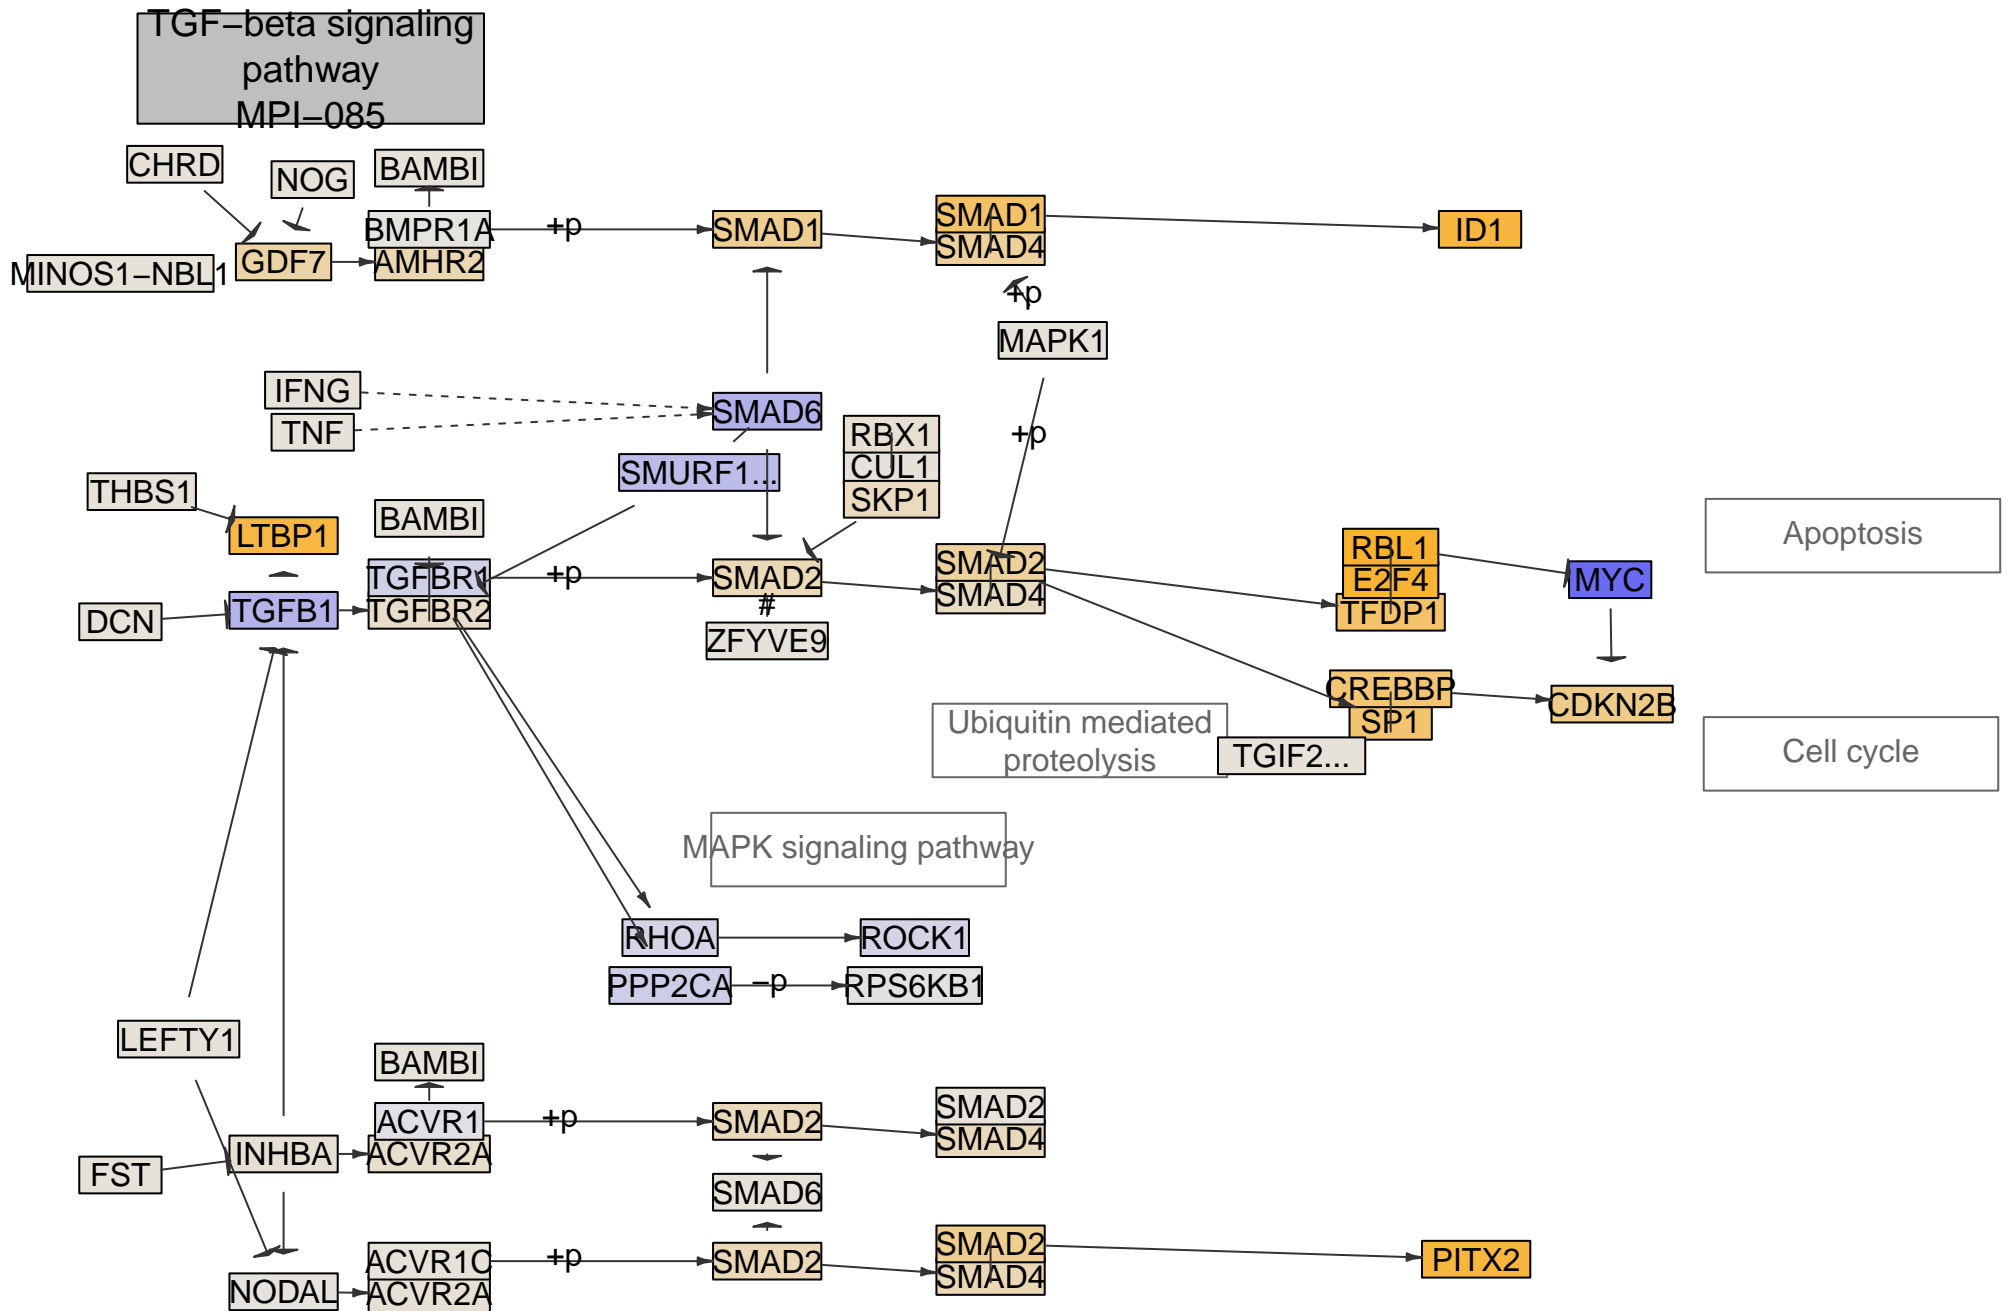 TGF−beta signaling
pathway
MPI−085
CHRD
NOG
BAMBI
BMPR1A
+p
SMAD1
SMAD1
SMAD4
ID1
MINOS1−NBL1
GDF7
AMHR2
+p
MAPK1
IFNG
TNF
SMAD6
RBX1
CUL1
SKP1
+p
SMURF1...
THBS1
LTBP1
BAMBI
TGFBR1
TGFBR2
+p
SMAD2
#
ZFYVE9
SMAD2
SMAD4
RBL1
E2F4
TFDP1
MYC
Apoptosis
DCN
TGFB1
CREBBP
SP1
TGIF2...
CDKN2B
Ubiquitin mediated
proteolysis
Cell cycle
MAPK signaling pathway
RHOA
ROCK1
PPP2CA
−p
RPS6KB1
LEFTY1
BAMBI
ACVR1
ACVR2A
+p
SMAD2
SMAD2
SMAD4
FST
INHBA
SMAD6
NODAL
ACVR1C
ACVR2A
+p
SMAD2
SMAD2
SMAD4
PITX2